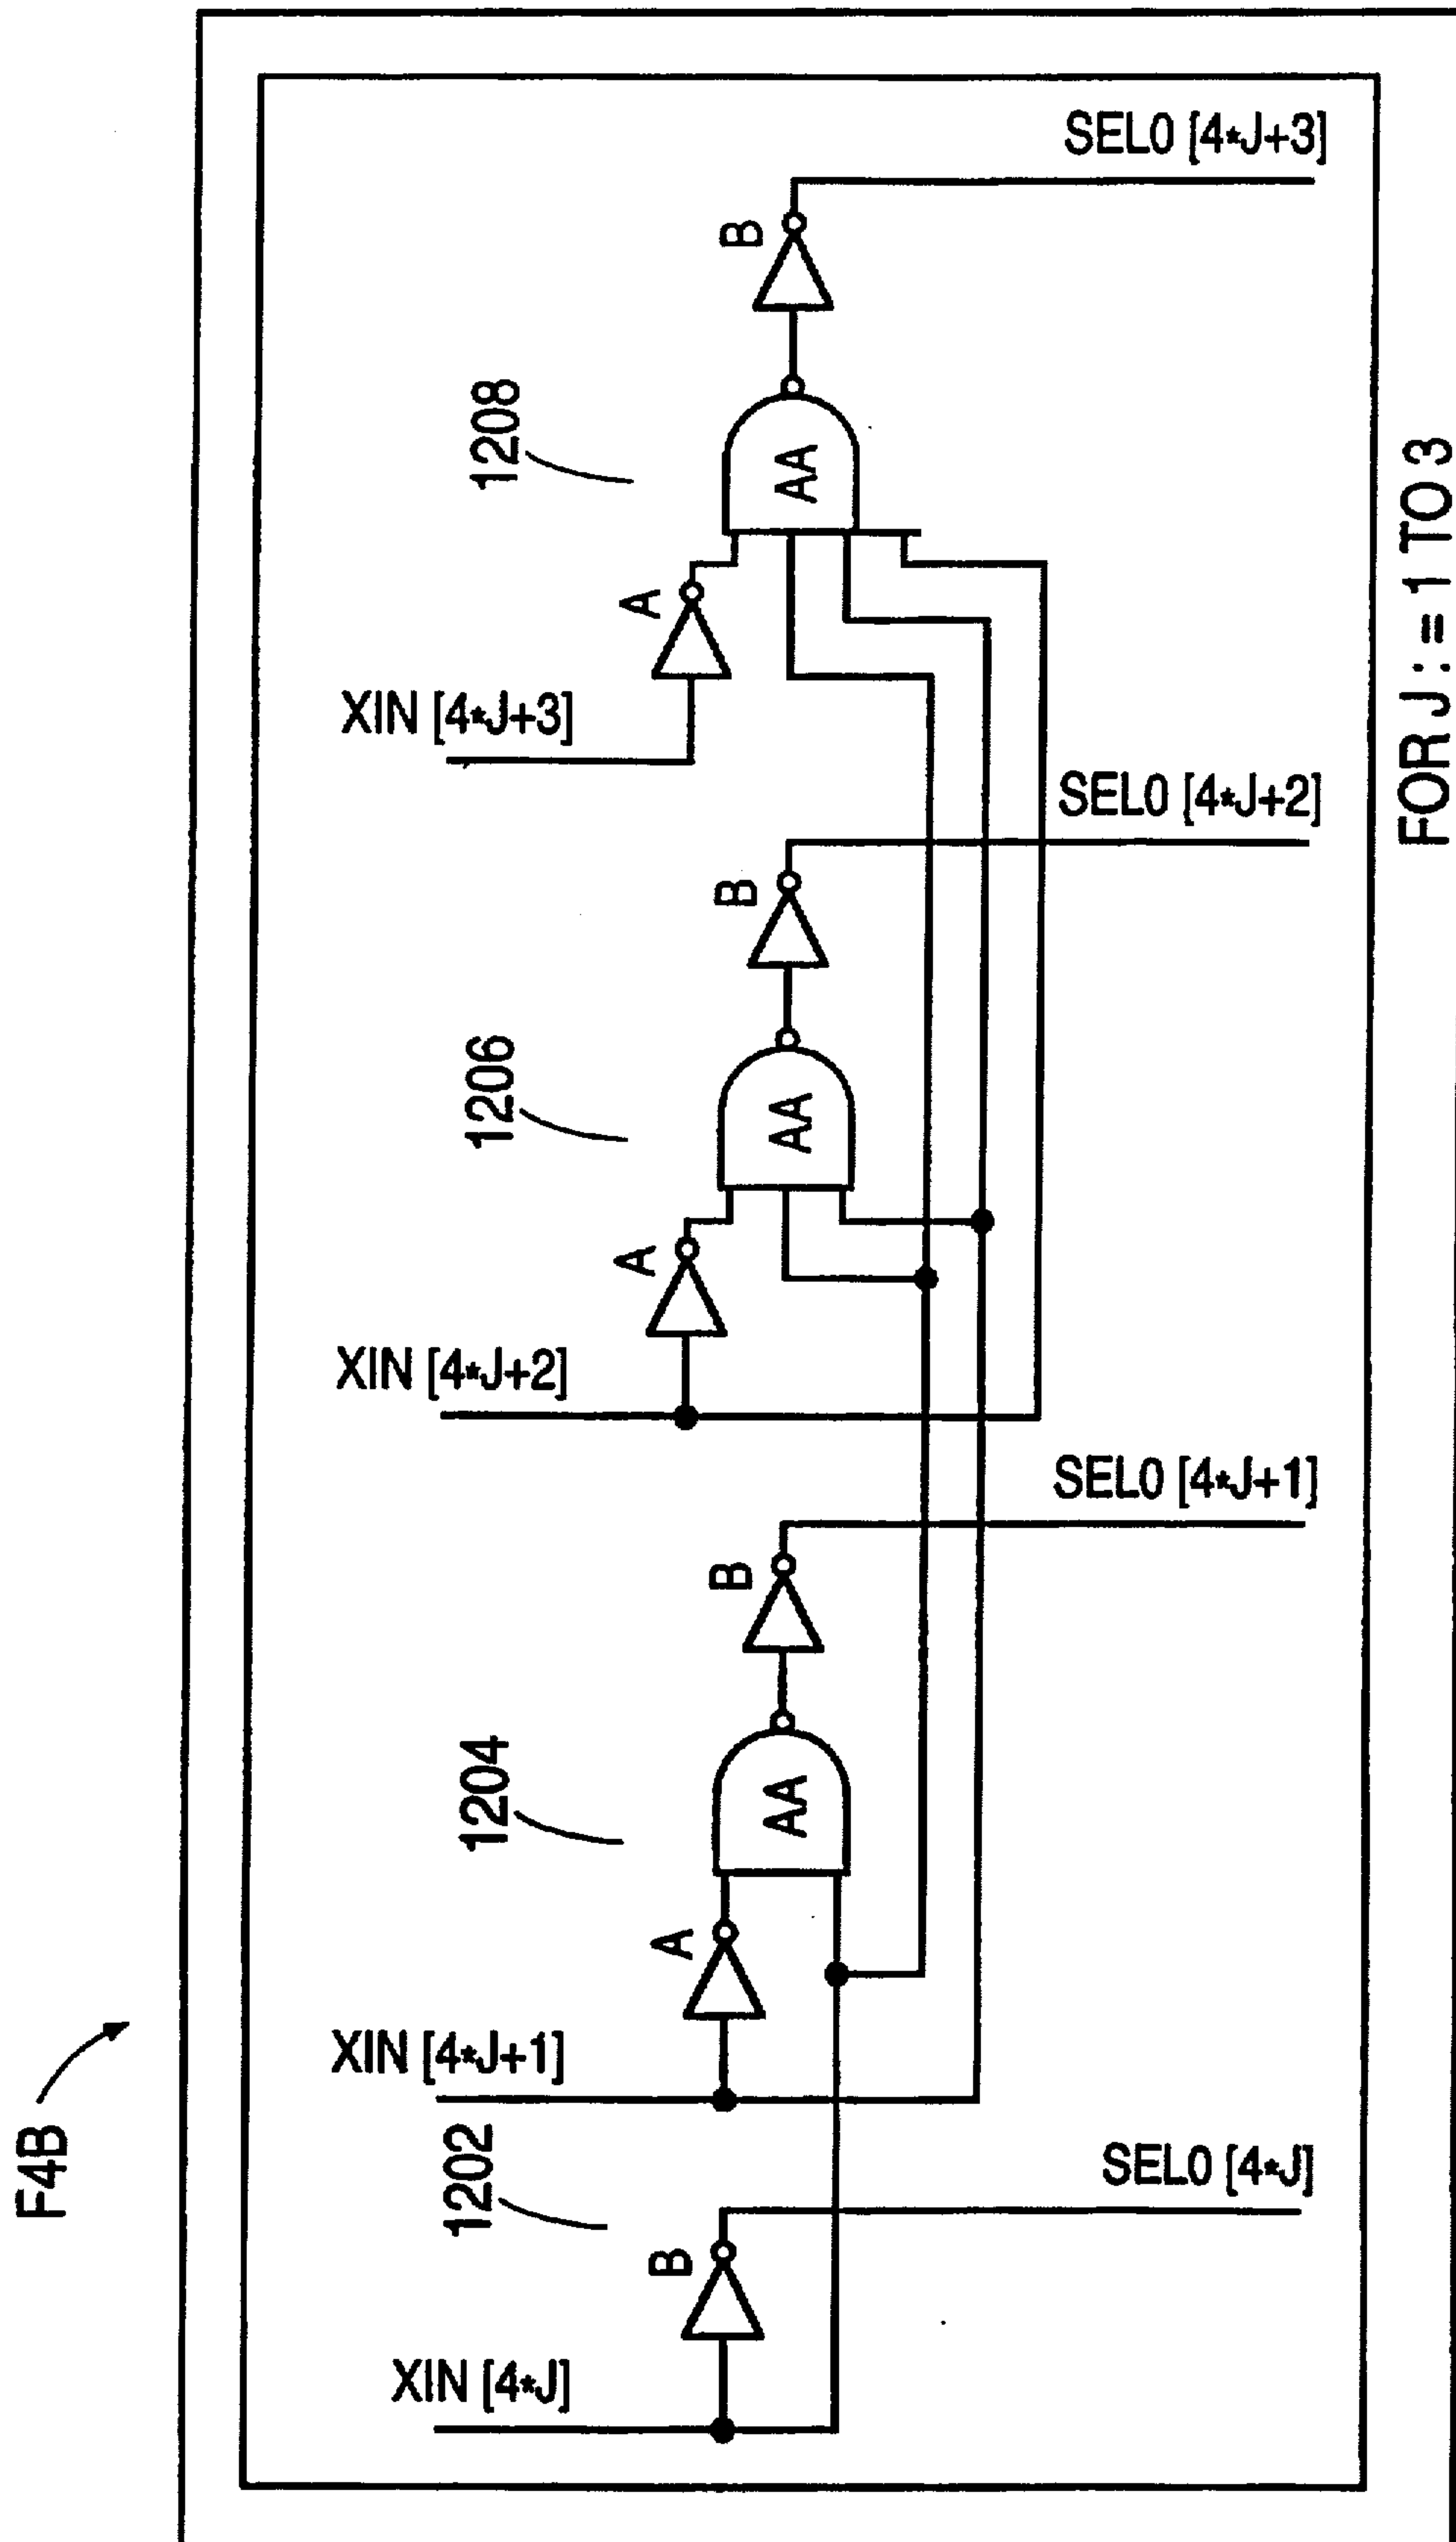 F4B
XIN [4*J]
B
1202
SEL0 [4*J]
XIN [4*J+1]
A
1204
AA
B
SEL0 [4*J+1]
XIN [4*J+2]
A
1206
AA
B
SEL0 [4*J+2]
XIN [4*J+3]
A
1208
AA
B
SEL0 [4*J+3]
FOR J : = 1 TO 3